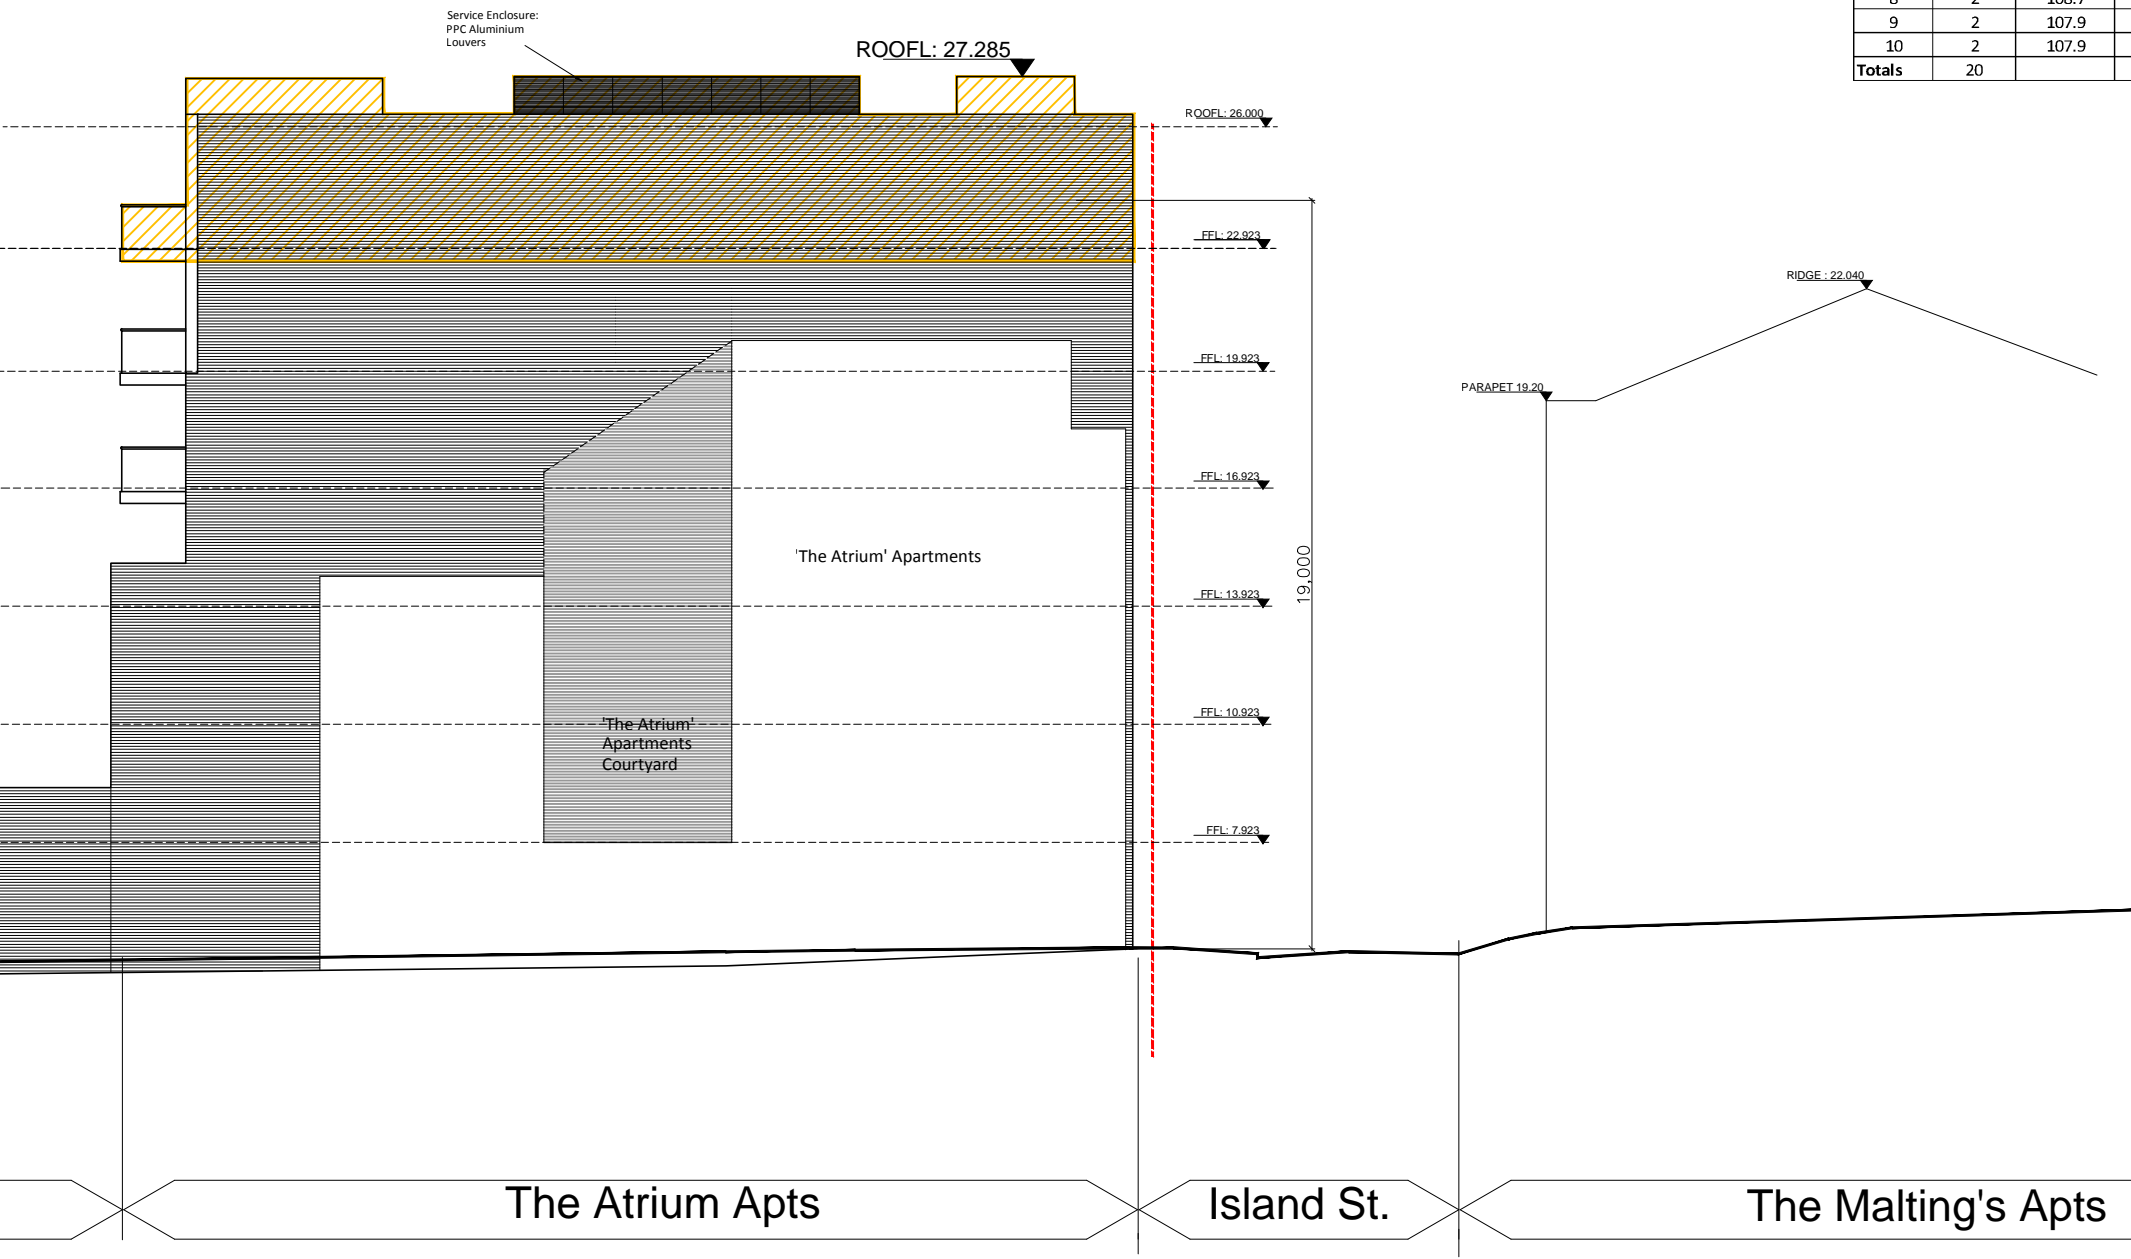 Service Enclosure:
PPC Aluminium
Louvers
ROOFL: 27.285
9 2 107.9
10 2 107.9
Totals 20
ROOFL: 26.000
FFL: 22.923
RIDGE : 22.040
FFL: 19.923
PARAPET 19.20
FFL: 16.923
'The Atrium' Apartments
19,000
FFL: 13.923
FFL: 10.923
'The Atrium'
Apartments
Courtyard
FFL: 7.923
The Atrium Apts
Island St.
The Malting's Apts